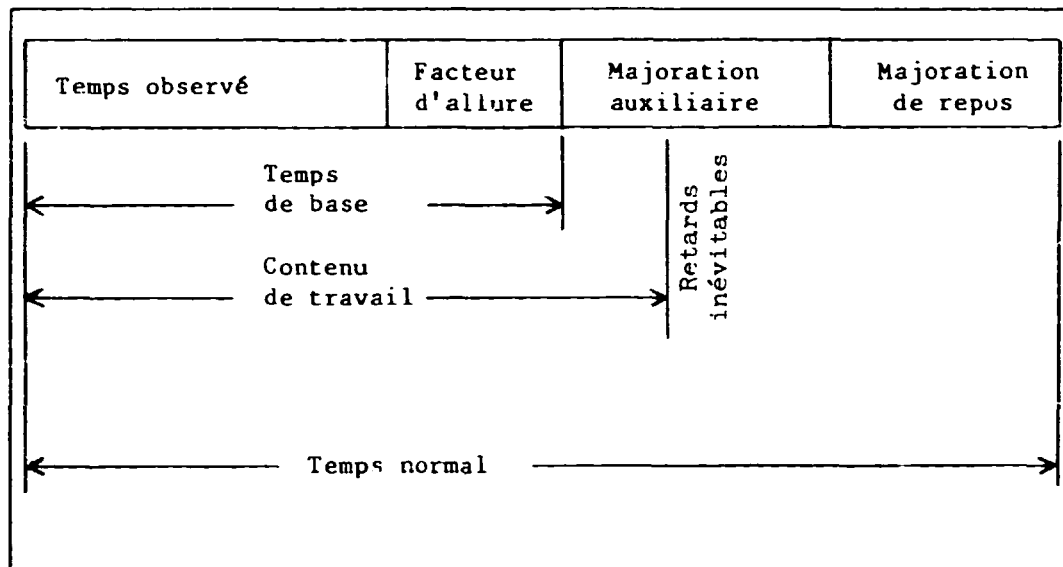 Temps observé
Facteur
d'allure
Majoration
auxiliaire
Majoration
de repos
Temps
de base
Retards
inévitables
Contenu
de travail
Temps normal